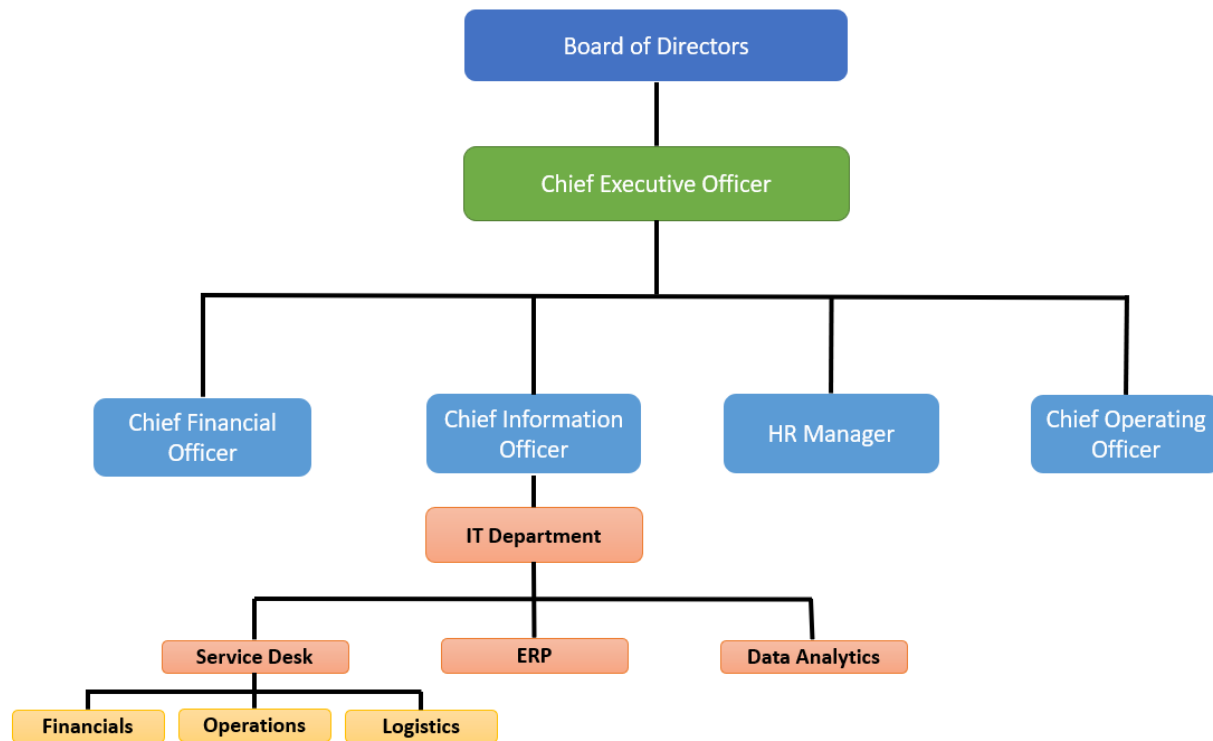 Board of Directors
Chief Executive Officer
Chief Financial
Officer
Chief Information
Officer
HR Manager
Chief Operating
Officer
IT Department
Service Desk
ERP
Data Analytics
Financials
Operations
Logistics